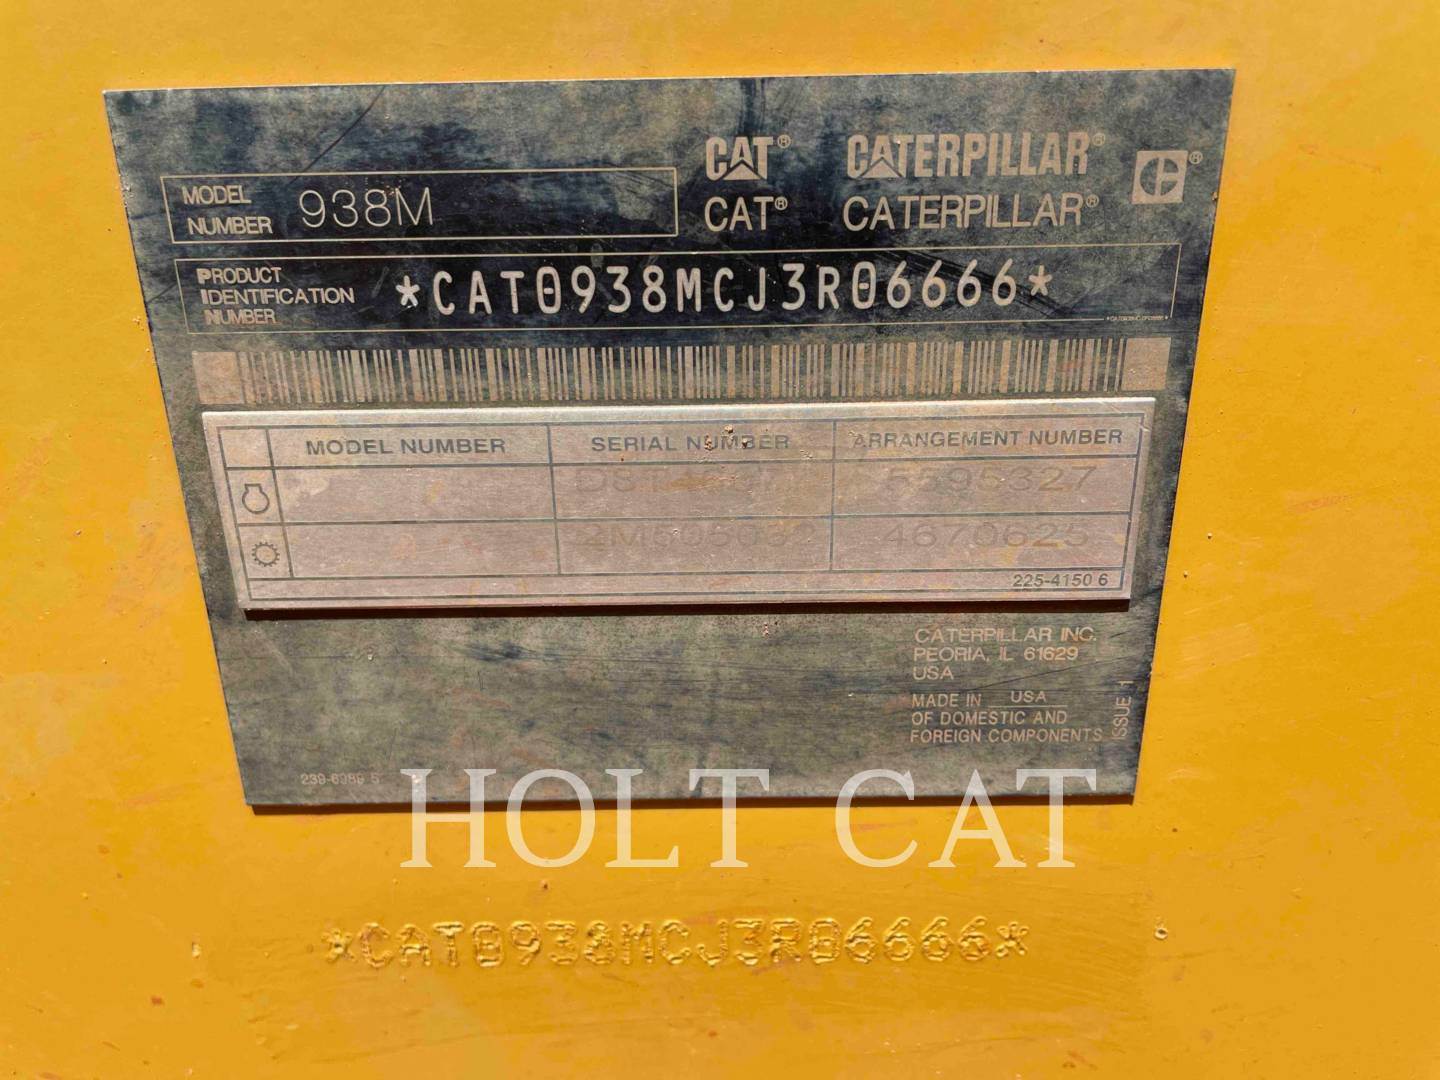 CAT® CATERPILLAR®
CAT® CATERPILLAR®
MODEL NUMBER 938M
PRODUCT IDENTIFICATION NUMBER *CAT0938MCJ3R06666*
MODEL NUMBER SERIAL NUMBER ARRANGEMENT NUMBER
4670625
225-4150 6
CATERPILLAR INC.
PEORIA, IL 61629
USA
MADE IN USA
OF DOMESTIC AND
FOREIGN COMPONENTS
ISSUE 1
HOLT CAT
*CAT0938MCJ3R06666*